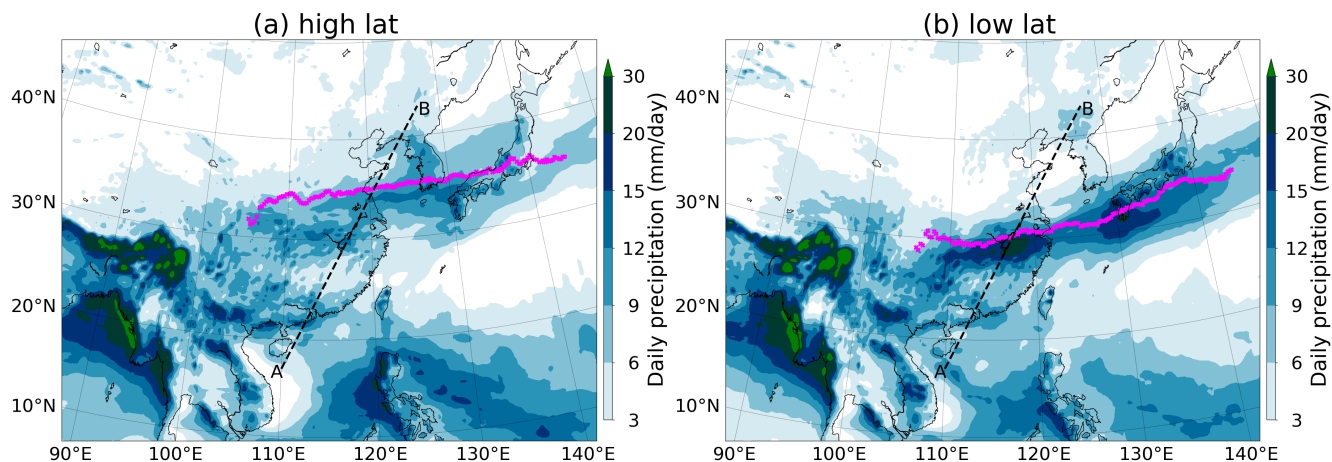 (a) high lat
40°N
30°N
20°N
10°N
90°E
100°E
110°E
120°E
130°E
140°E
A
B
30
20
15
12
9
6
3
Daily precipitation (mm/day)
(b) low lat
40°N
30°N
20°N
10°N
90°E
100°E
110°E
120°E
130°E
140°E
A
B
30
20
15
12
9
6
3
Daily precipitation (mm/day)